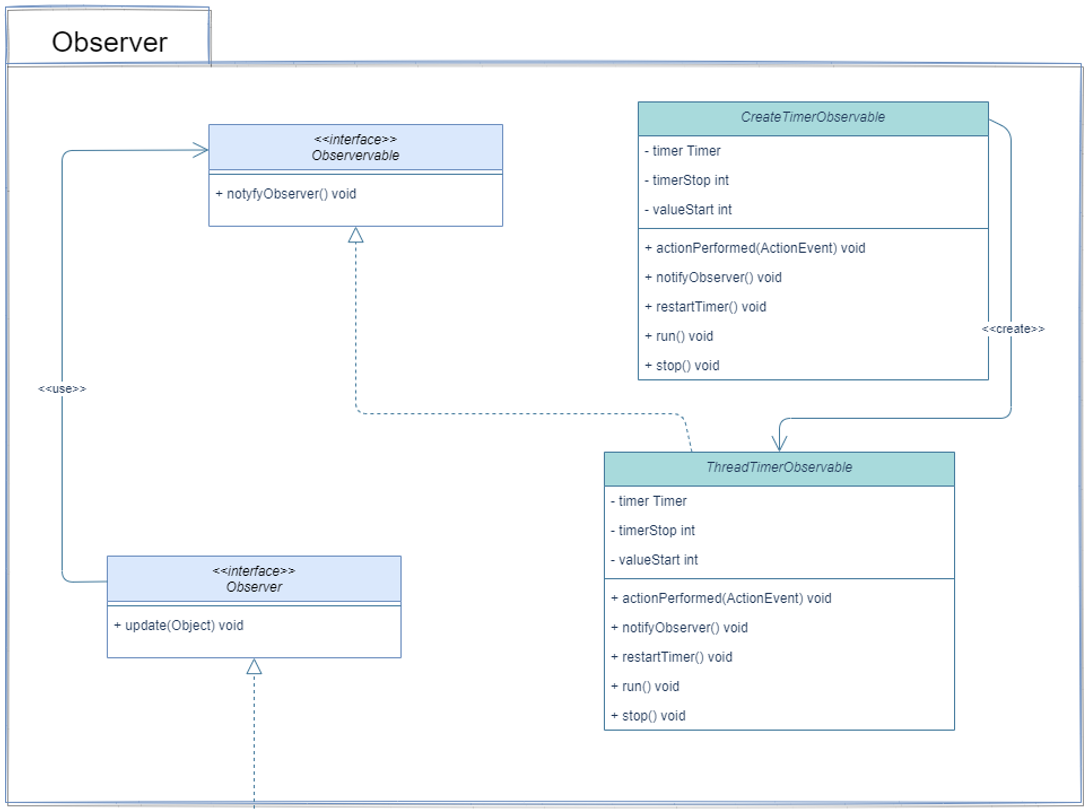 Observer
<<interface>>
Observervable
+ notyfyObserver() void
CreateTimerObservable
- timer Timer
- timerStop int
- valueStart int
+ actionPerformed(ActionEvent) void
+ notifyObserver() void
+ restartTimer() void
+ run() void
+ stop() void
<<create>>
<<use>>
ThreadTimerObservable
- timer Timer
- timerStop int
- valueStart int
+ actionPerformed(ActionEvent) void
+ notifyObserver() void
+ restartTimer() void
+ run() void
+ stop() void
<<interface>>
Observer
+ update(Object) void